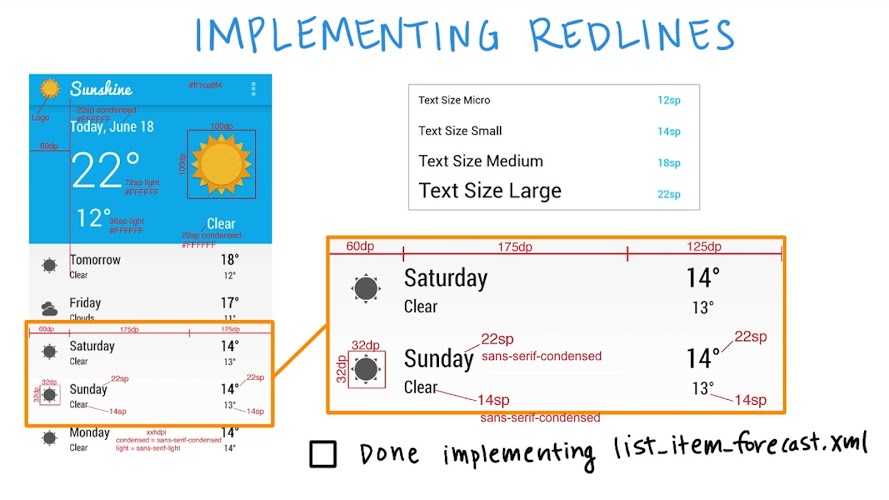 IMPLEMENTING REDLINES
Sunshine
#ff1ca8f4
Logo
22sp condensed
#FFFFFF
Today, June 18
60dp
100dp
100dp
22°
72sp light
#FFFFFF
12°
36sp light
#FFFFFF
Clear
22sp condensed
#FFFFFF
Tomorrow 18°
Clear 12°
Friday 17°
Clouds 11°
60dp 175dp 125dp
Saturday 14°
Clear 13°
22sp
32dp
32dp
Sunday 14° 22sp
Clear 14sp 13° 14sp
Monday 14°
xxhdpi
condensed = sans-serif-condensed
Clear 13°
light = sans-serif-light
Text Size Micro 12sp
Text Size Small 14sp
Text Size Medium 18sp
Text Size Large 22sp
60dp 175dp 125dp
Saturday 14°
Clear 13°
32dp
32dp
Sunday 22sp 14° 22sp
sans-serif-condensed
Clear 14sp 13° 14sp
sans-serif-condensed
Done implementing list_item_forecast.xml